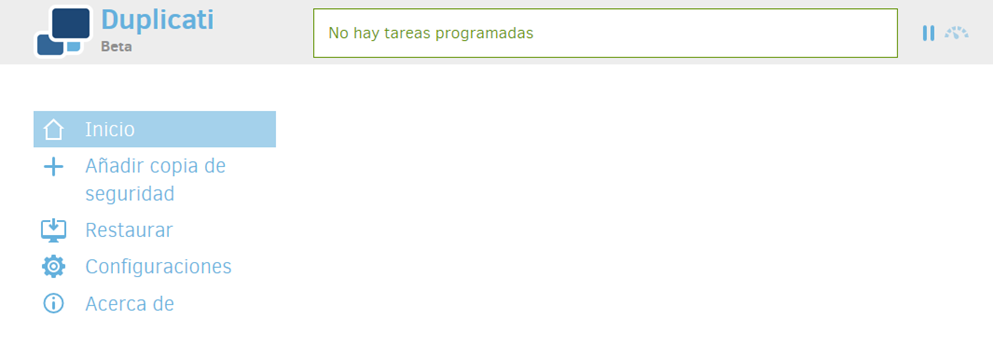 Duplicati
Beta
No hay tareas programadas
Inicio
Añadir copia de
seguridad
Restaurar
Configuraciones
Acerca de